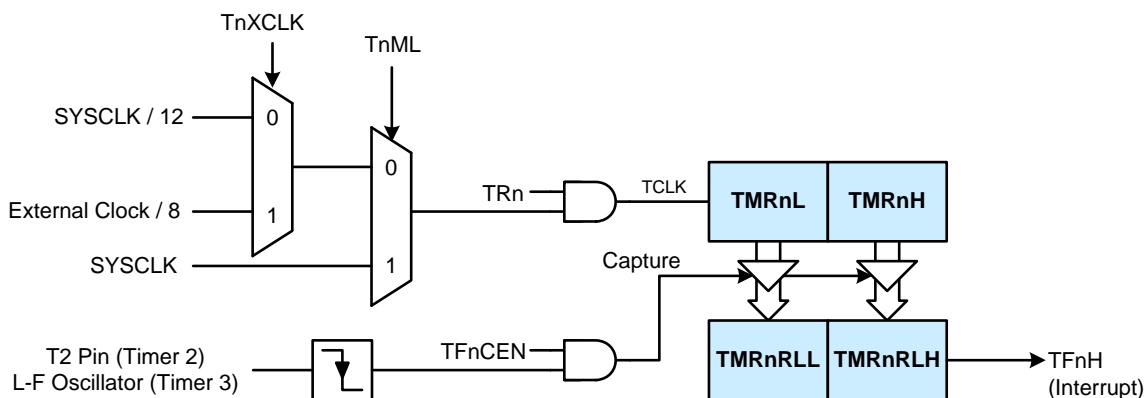 TnXCLK
TnML
SYSCLK / 12
0
0
External Clock / 8
1
SYSCLK
1
TRn
TCLK
TMRnL
TMRnH
Capture
T2 Pin (Timer 2)
L-F Oscillator (Timer 3)
TFnCEN
TMRnRLL
TMRnRLH
TFnH
(Interrupt)